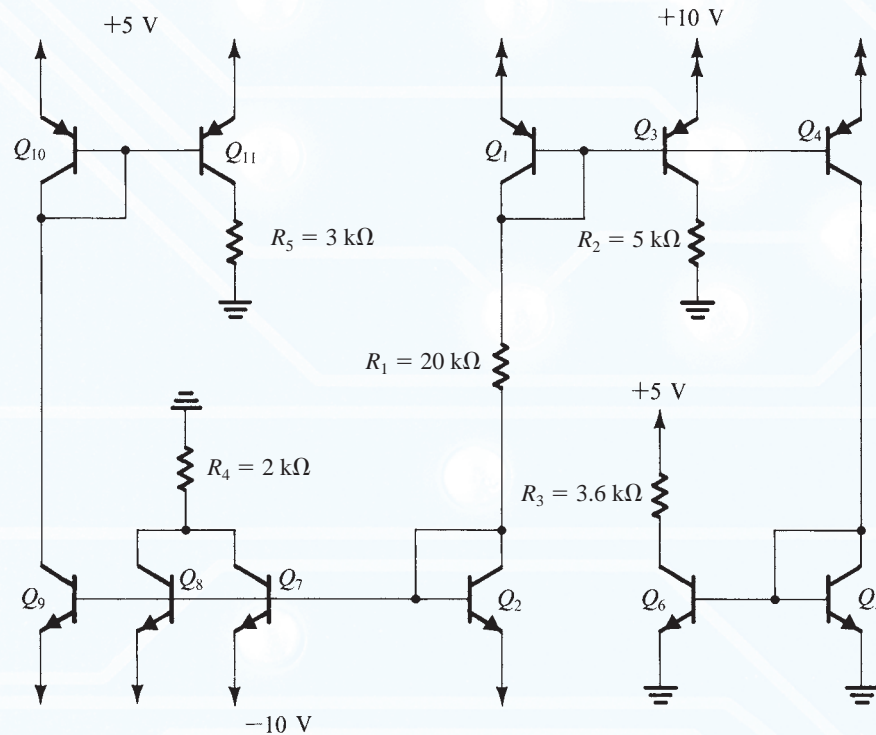 +5 V
+10 V
Q10
Q11
Q1
Q3
Q4
R5 = 3 kΩ
R2 = 5 kΩ
R1 = 20 kΩ
+5 V
R4 = 2 kΩ
R3 = 3.6 kΩ
Q9
Q8
Q7
Q2
Q6
−10 V